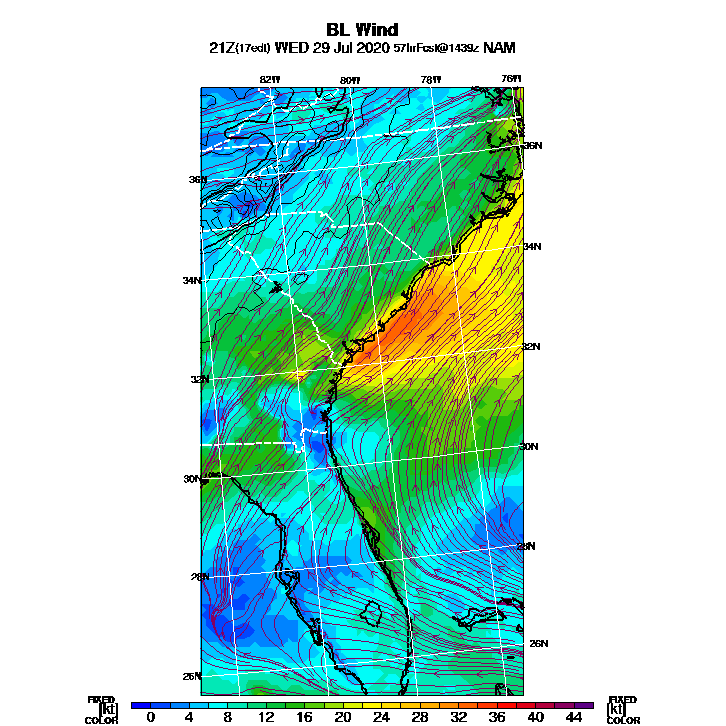 BL Wind
21Z(17edt) WED 29 Jul 2020 57hrFcst@1439z NAM
82W 80W 78W 76W
36N
36N
34N
34N
32N
32N
30N
30N
28N
28N
26N
26N
FIXED FIXED
[kt] [kt]
COLOR 0 4 8 12 16 20 24 28 32 36 40 44 COLOR